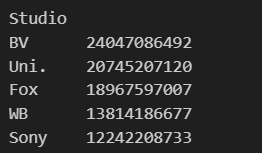 Studio
BV      24047086492
Uni.    20745207120
Fox     18967597007
WB      13814186677
Sony    12242208733